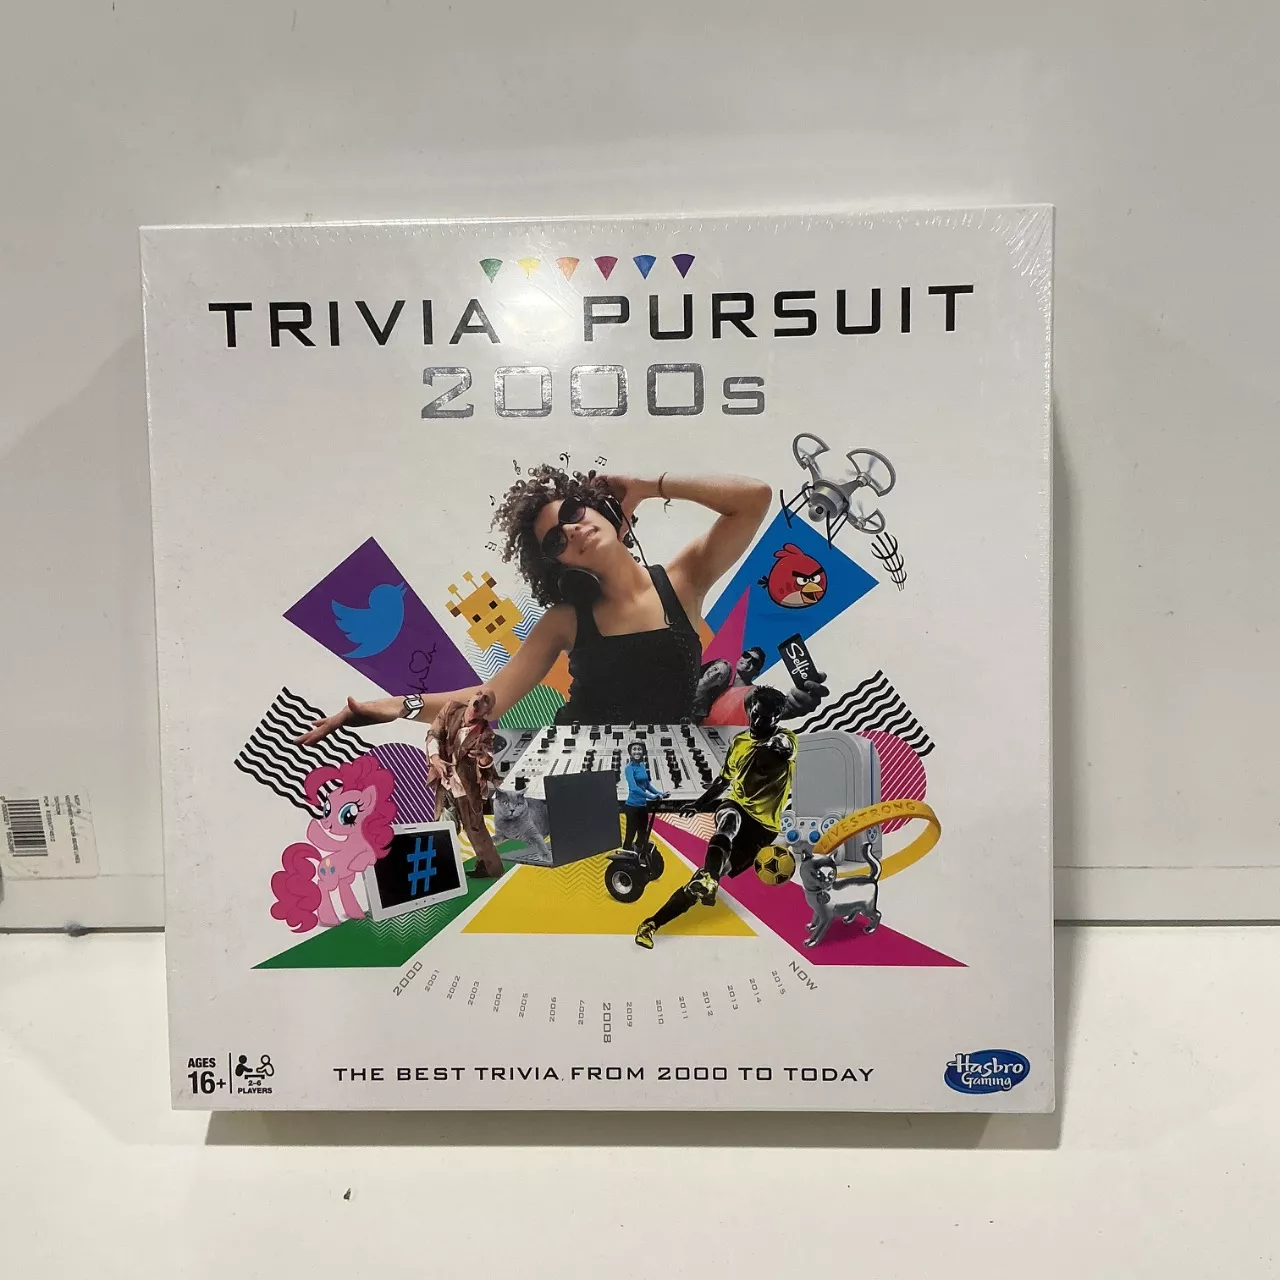 TRIVIA PURSUIT
2000s
Selfie
#
LIVESTRONG
2000 2001 2002 2003 2004 2005 2006 2007 2008 2009 2010 2011 2012 2013 2014 2015 NOW
AGES
16+
2-6
PLAYERS
THE BEST TRIVIA FROM 2000 TO TODAY
Hasbro
Gaming